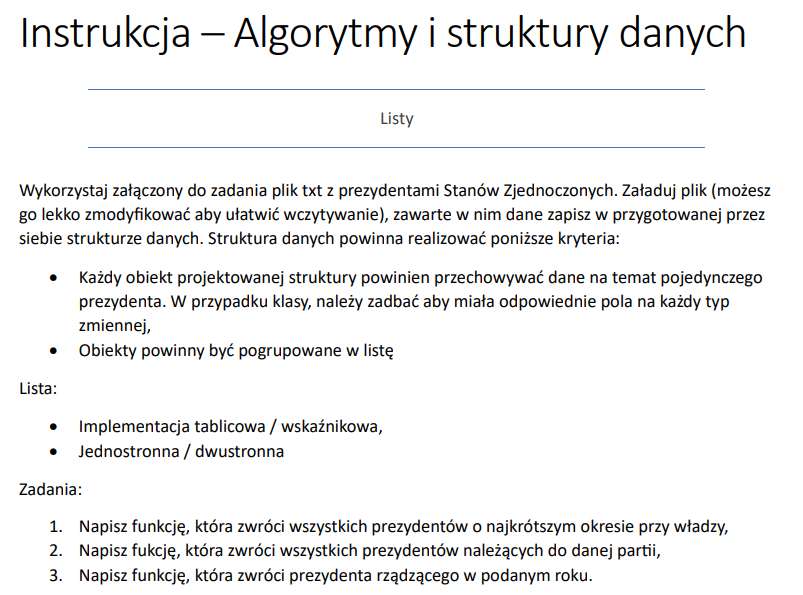 Instrukcja – Algorytmy i struktury danych
Listy
Wykorzystaj załączony do zadania plik txt z prezydentami Stanów Zjednoczonych. Załaduj plik (możesz
go lekko zmodyfikować aby ułatwić wczytywanie), zawarte w nim dane zapisz w przygotowanej przez
siebie strukturze danych. Struktura danych powinna realizować poniższe kryteria:
• Każdy obiekt projektowanej struktury powinien przechowywać dane na temat pojedynczego
prezydenta. W przypadku klasy, należy zadbać aby miała odpowiednie pola na każdy typ
zmiennej,
• Obiekty powinny być pogrupowane w listę
Lista:
• Implementacja tablicowa / wskaźnikowa,
• Jednostronna / dwustronna
Zadania:
1. Napisz funkcję, która zwróci wszystkich prezydentów o najkrótszym okresie przy władzy,
2. Napisz fukcję, która zwróci wszystkich prezydentów należących do danej partii,
3. Napisz funkcję, która zwróci prezydenta rządzącego w podanym roku.